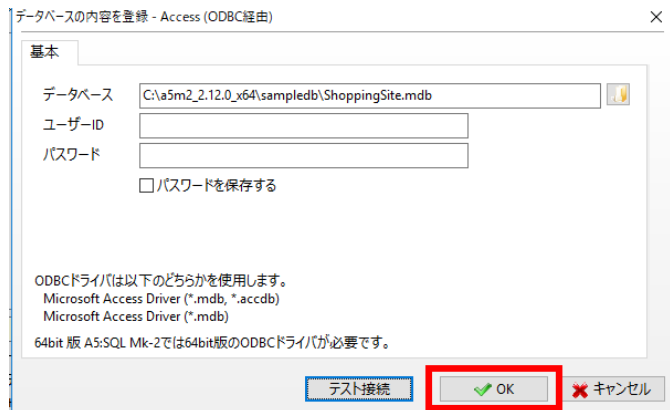 データベースの内容を登録 - Access (ODBC経由)
基本
データベース C:\a5m2_2.12.0_x64\sampledb\ShoppingSite.mdb
ユーザーID
パスワード
パスワードを保存する
ODBCドライバは以下のどちらかを使用します。
Microsoft Access Driver (*.mdb, *.accdb)
Microsoft Access Driver (*.mdb)
64bit 版 A5:SQL Mk-2では64bit版のODBCドライバが必要です。
テスト接続 OK キャンセル